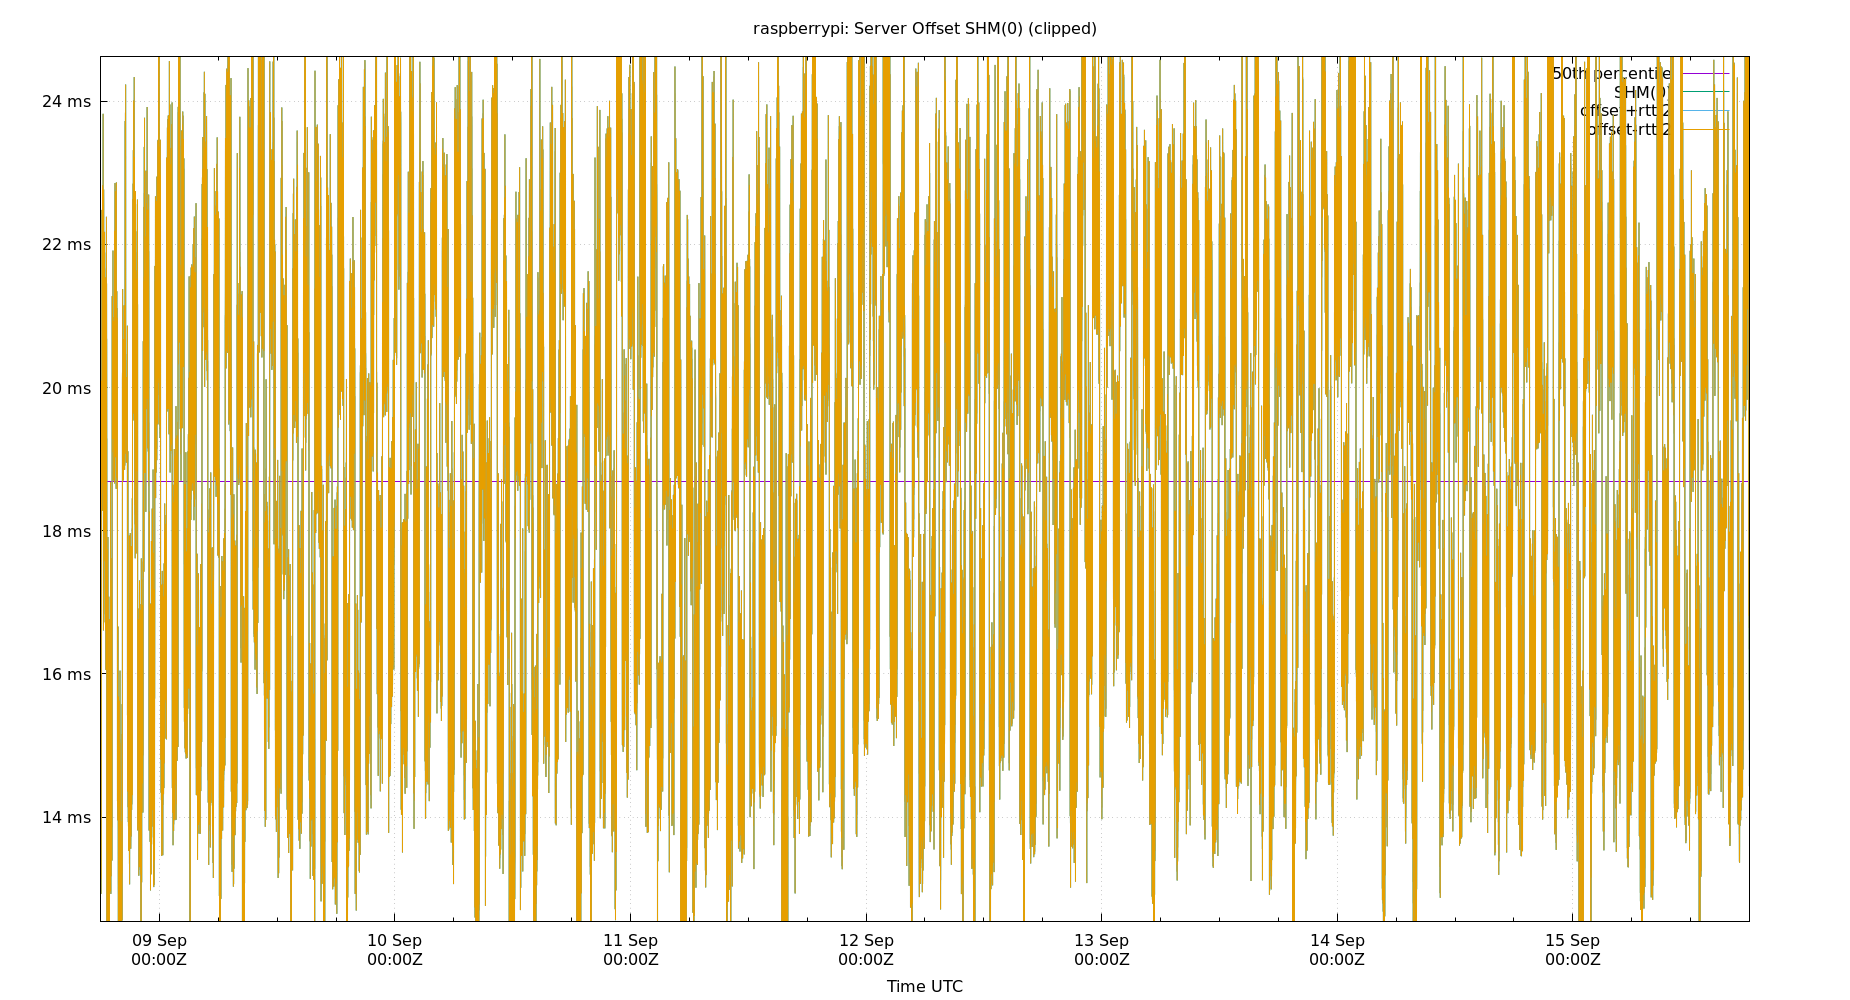 raspberrypi: Server Offset SHM(0) (clipped)
50th percentile
SHM(0)
offset+rtt/2
offset-rtt/2
24 ms
22 ms
20 ms
18 ms
16 ms
14 ms
09 Sep 10 Sep 11 Sep 12 Sep 13 Sep 14 Sep 15 Sep
00:00Z 00:00Z 00:00Z 00:00Z 00:00Z 00:00Z 00:00Z
Time UTC